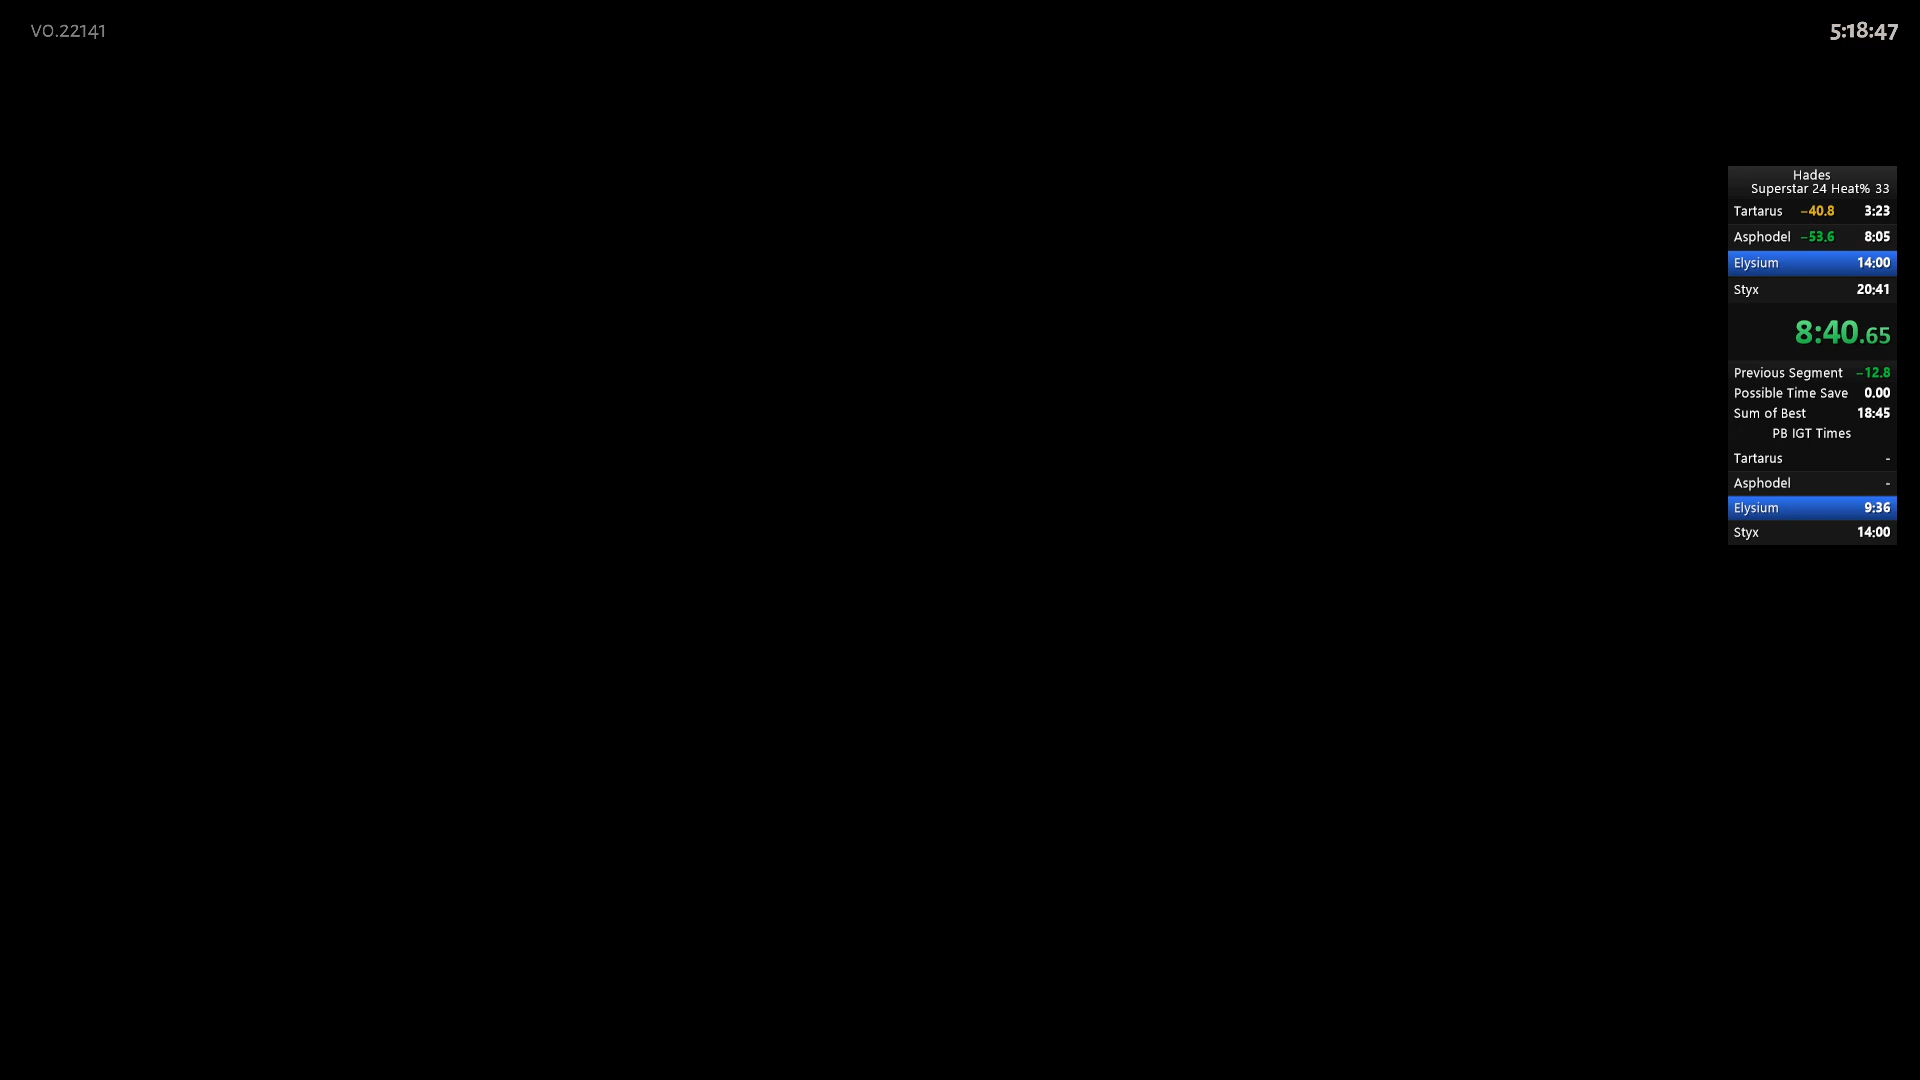 V0.22141
5:18:47
Hades
Superstar 24 Heat% 33
Tartarus −40.8 3:23
Asphodel −53.6 8:05
Elysium 14:00
Styx 20:41
8:40.65
Previous Segment −12.8
Possible Time Save 0.00
Sum of Best 18:45
PB IGT Times
Tartarus -
Asphodel -
Elysium 9:36
Styx 14:00